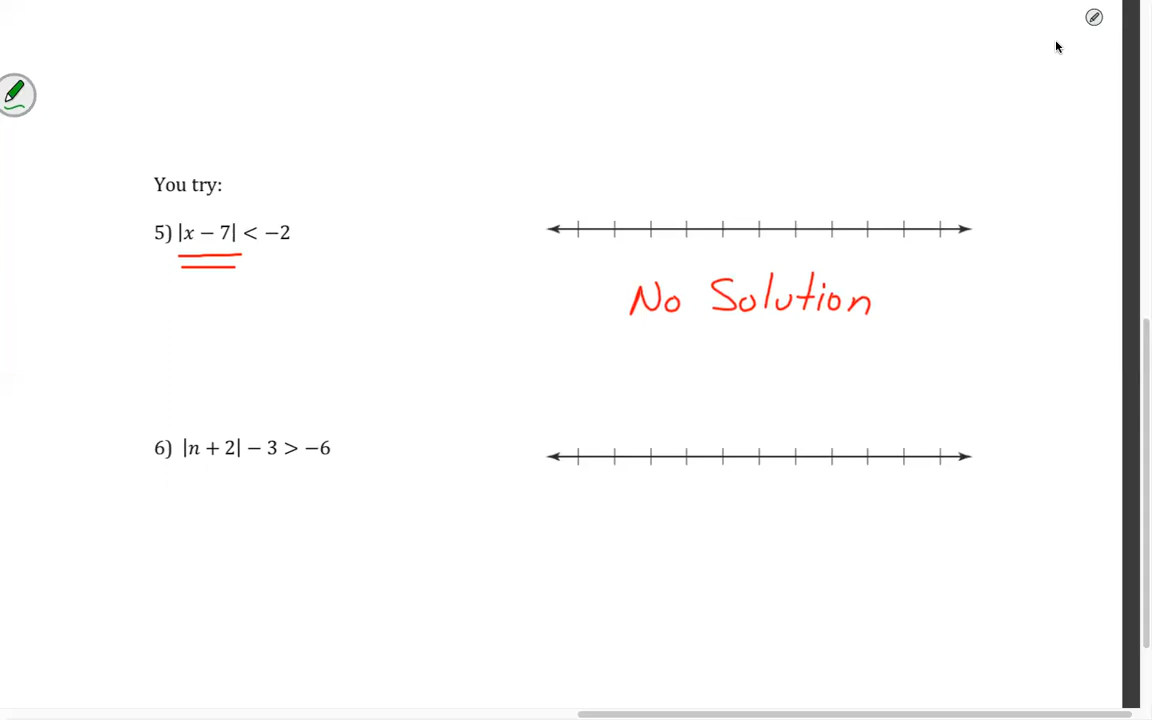 You try:
5) |x − 7| < −2
No Solution
6) |n + 2| − 3 > −6